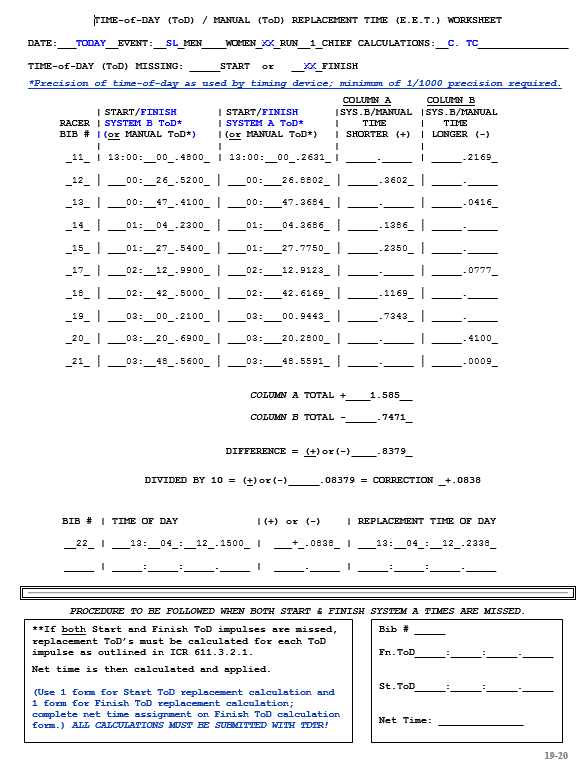 TIME-of-DAY (ToD) / MANUAL (ToD) REPLACEMENT TIME (E.E.T.) WORKSHEET
DATE:___TODAY__EVENT:__SL_MEN____WOMEN_XX_RUN__1_CHIEF CALCULATIONS:__C. TC______________
TIME-of-DAY (ToD) MISSING: _____START or __XX_FINISH
*Precision of time-of-day as used by timing device; minimum of 1/1000 precision required.
COLUMN A COLUMN B
| START/FINISH | START/FINISH |SYS.B/MANUAL |SYS.B/MANUAL
RACER | SYSTEM B ToD* | SYSTEM A ToD* | TIME | TIME
BIB # |(or MANUAL ToD*) |(or MANUAL ToD*) | SHORTER (+) | LONGER (-)
| | | |
_11_ | 13:00:__00_.4800_ | 13:00:__00_.2631_ | _____._____ | _____.2169_
_12_ | ___00:__26_.5200_ | ___00:___26.8802_ | _____.3602_ | _____._____
_13_ | ___00:__47_.4100_ | ___00:___47.3684_ | _____._____ | _____.0416_
_14_ | ___01:__04_.2300_ | ___01:___04.3686_ | _____.1386_ | _____._____
_15_ | ___01:__27_.5400_ | ___01:___27.7750_ | _____.2350_ | _____._____
_17_ | ___02:__12_.9900_ | ___02:___12.9123_ | _____._____ | _____.0777_
_18_ | ___02:__42_.5000_ | ___02:___42.6169_ | _____.1169_ | _____._____
_19_ | ___03:__00_.2100_ | ___03:___00.9443_ | _____.7343_ | _____._____
_20_ | ___03:__20_.6900_ | ___03:___20.2800_ | _____._____ | _____.4100_
_21_ | ___03:__48_.5600_ | ___03:___48.5591_ | _____._____ | _____.0009_
COLUMN A TOTAL +____1.585__
COLUMN B TOTAL -_____.7471_
DIFFERENCE = (+)or(-)____.8379_
DIVIDED BY 10 = (+)or(-)_____.08379 = CORRECTION _+.0838
BIB # | TIME OF DAY |(+) or (-) | REPLACEMENT TIME OF DAY
__22_ | ___13:__04_:__12_.1500_ | ___+_.0838_ | ___13:__04_:__12_.2338_
_____ | _____:_____:_____._____ | _____._____ | _____:_____:_____._____
PROCEDURE TO BE FOLLOWED WHEN BOTH START & FINISH SYSTEM A TIMES ARE MISSED.
**If both Start and Finish ToD impulses are missed,
replacement ToD's must be calculated for each ToD
impulse as outlined in ICR 611.3.2.1.
Net time is then calculated and applied.
(Use 1 form for Start ToD replacement calculation and
1 form for Finish ToD replacement calculation;
complete net time assignment on Finish ToD calculation
form.) ALL CALCULATIONS MUST BE SUBMITTED WITH TDTR!
Bib # _____
Fn.ToD_____:_____:_____._____
St.ToD_____:_____:_____._____
Net Time: ______________
19-20